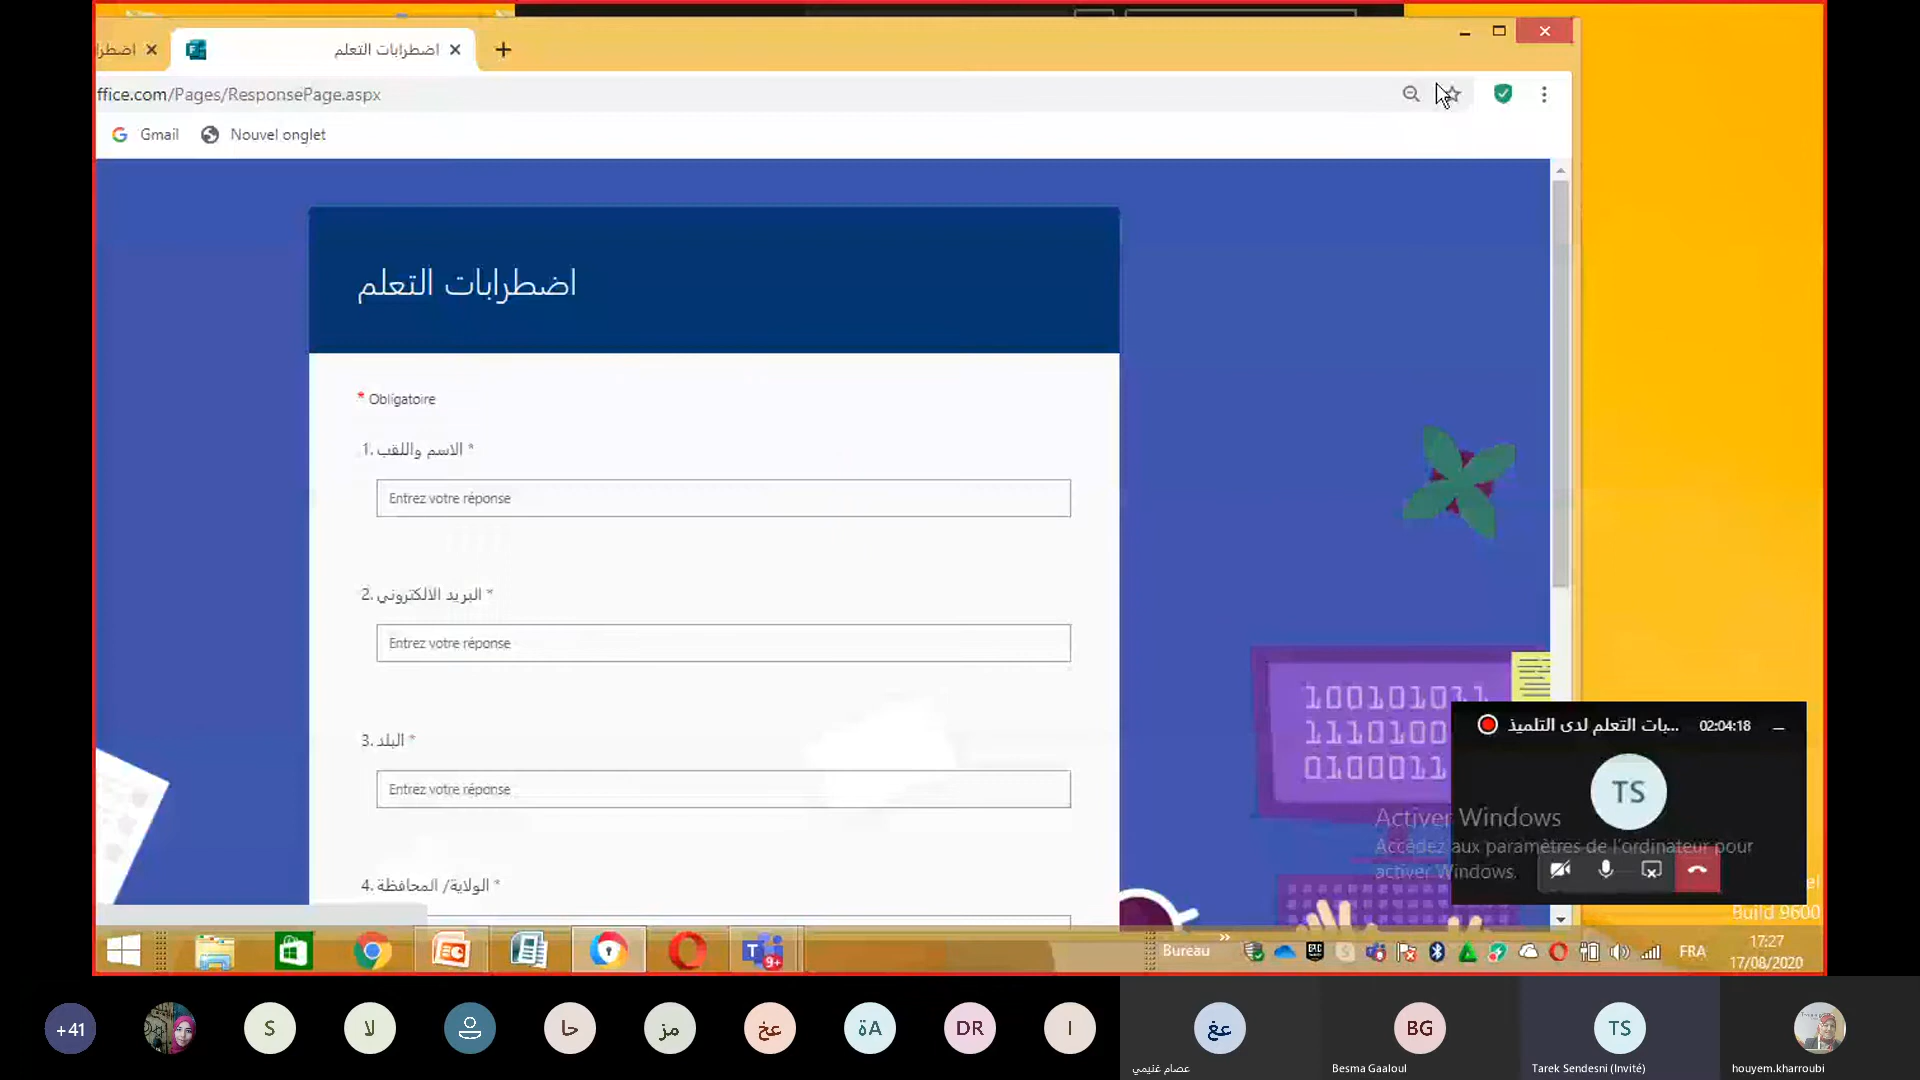 اضطرابات التعلم
ffice.com/Pages/ResponsePage.aspx
Gmail
Nouvel onglet
اضطرابات التعلم
* Obligatoire
1. الاسم واللقب *
Entrez votre réponse
2. البريد الالكتروني *
Entrez votre réponse
3. البلد *
Entrez votre réponse
4. الولاية/ المحافظة *
100101011
1110100
0100011
...بات التعلم لدى التلميذ
02:04:18
TS
Activer Windows
Accédez aux paramètres de l'ordinateur pour
activer Windows.
Build 9600
9+
Bureau
FRA
17:27
17/08/2020
+41
S
لا
حا
مز
عخ
ةA
DR
I
عغ
BG
TS
عصام غنيمي
Besma Gaaloul
Tarek Sendesni (Invité)
houyem.kharroubi